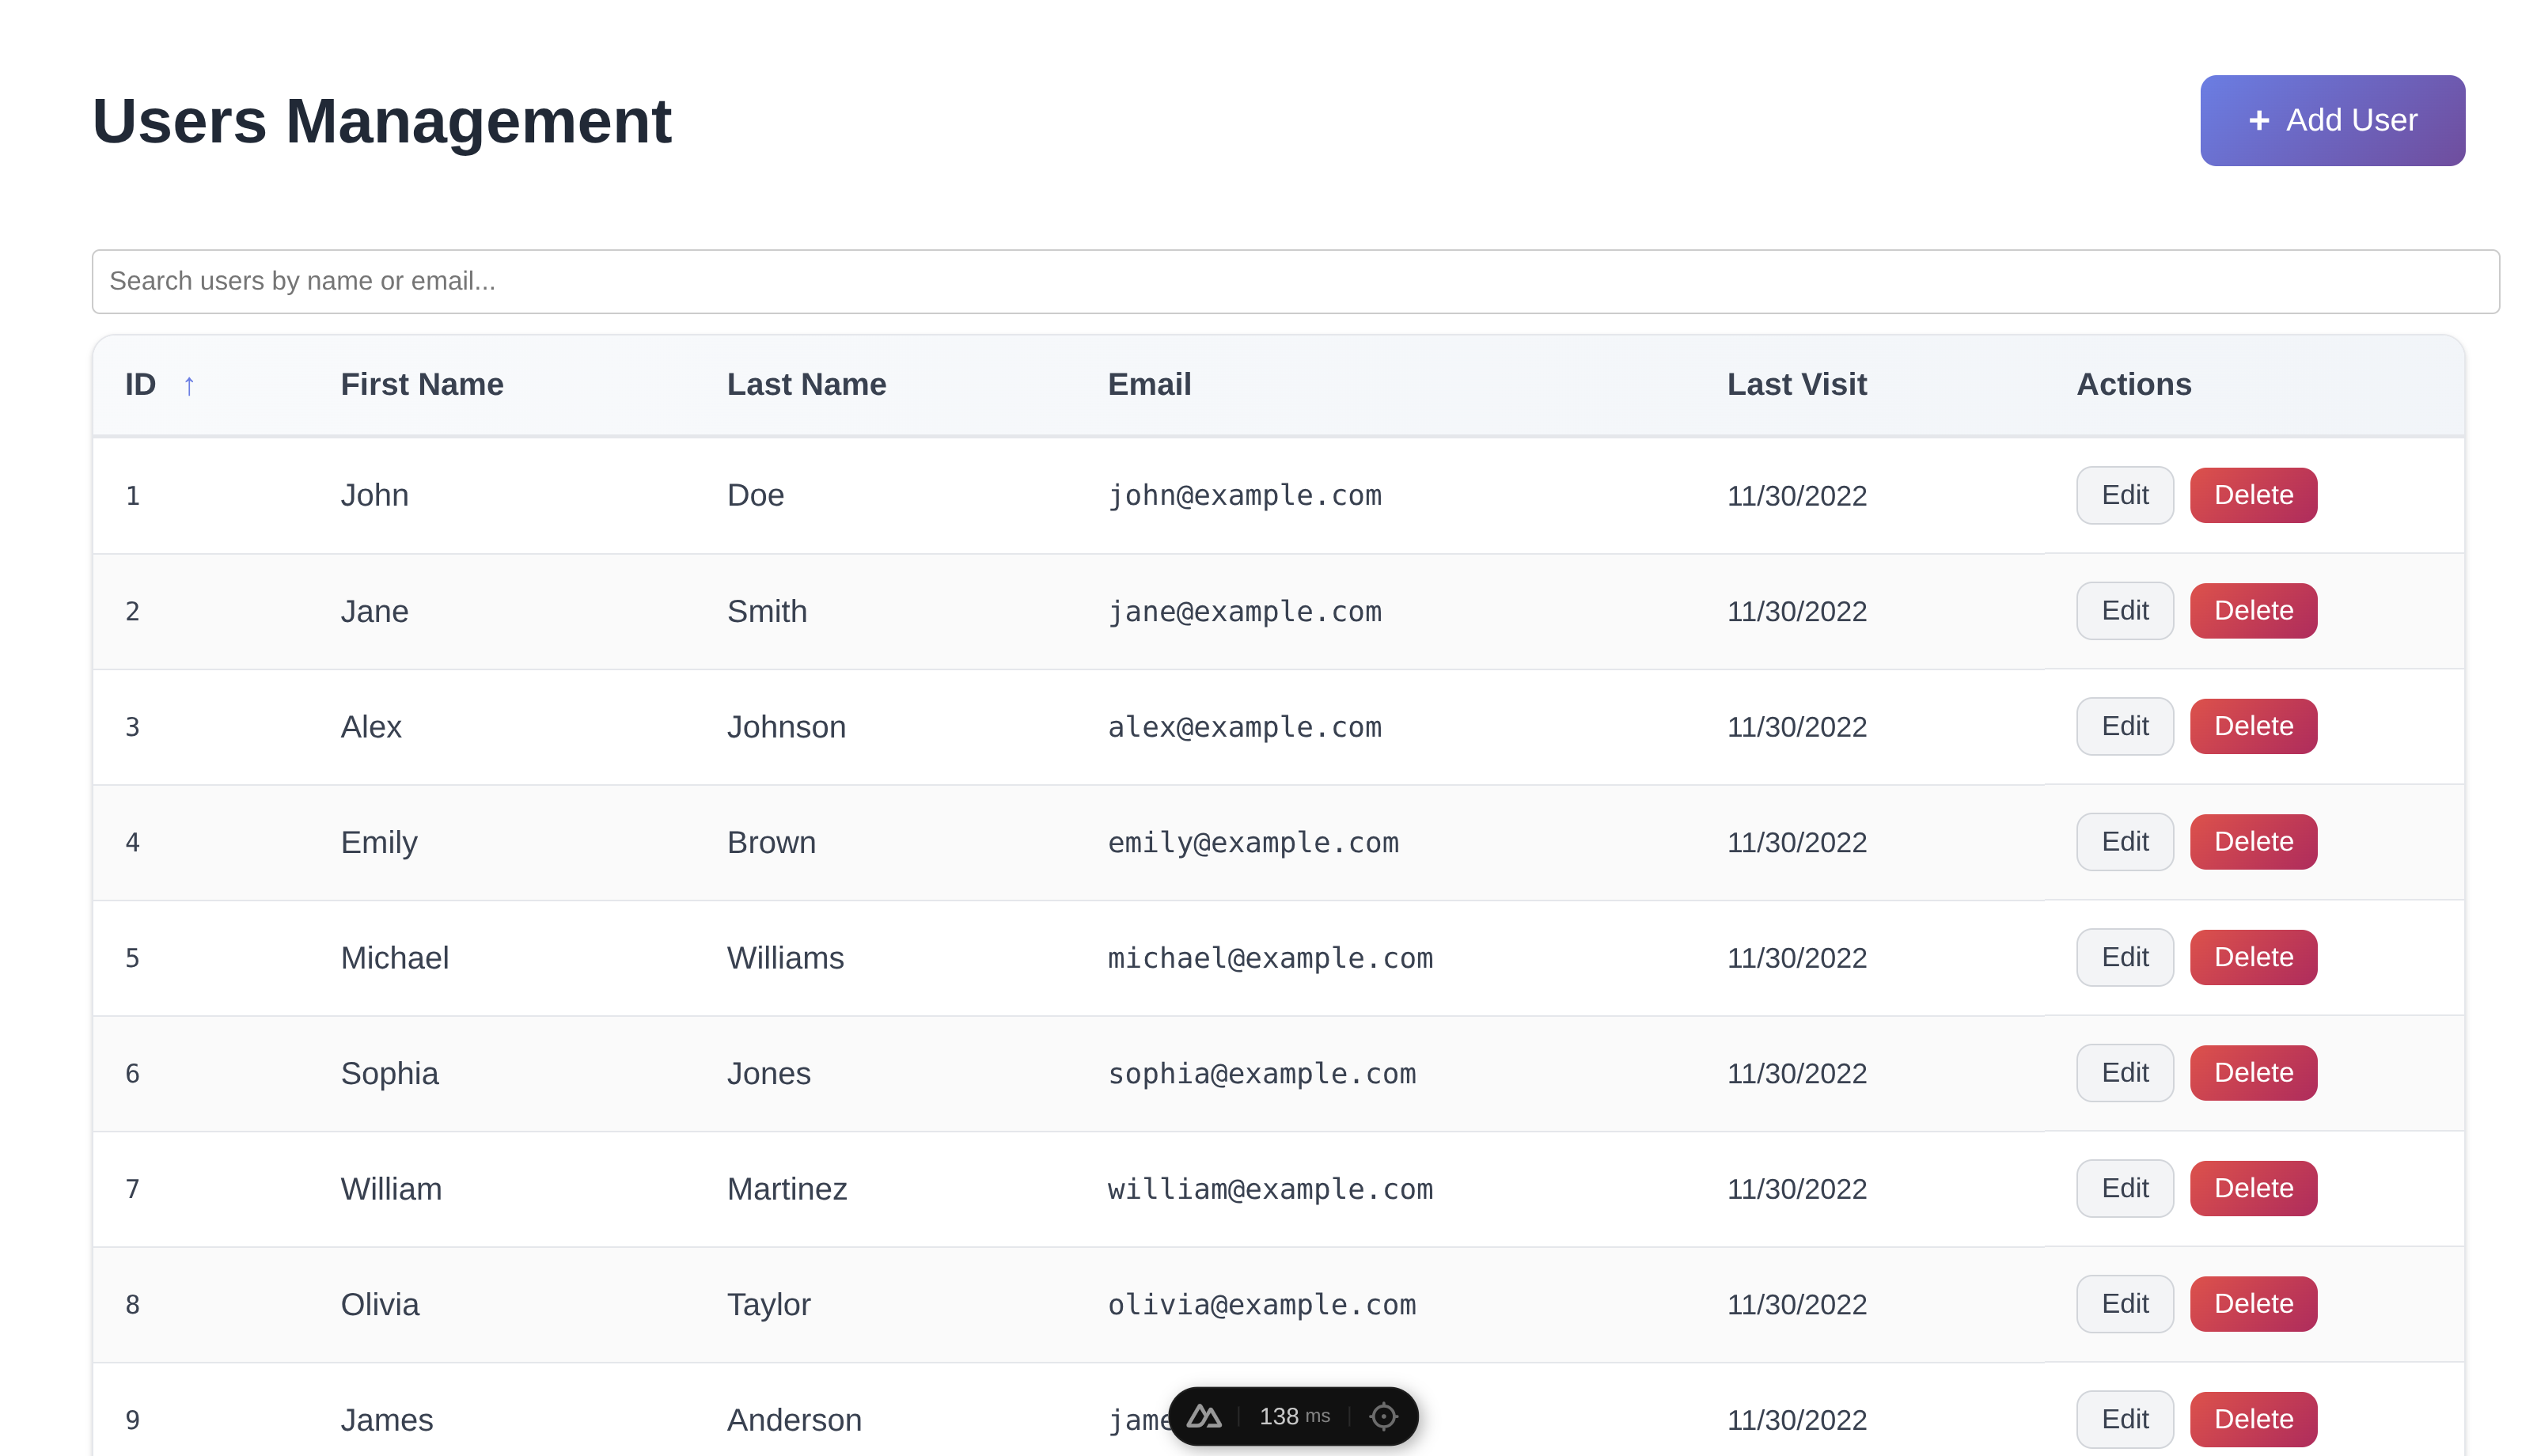 Users Management
+ Add User
Search users by name or email...
ID ↑ First Name Last Name Email Last Visit Actions
1 John Doe john@example.com 11/30/2022 Edit Delete
2 Jane Smith jane@example.com 11/30/2022 Edit Delete
3 Alex Johnson alex@example.com 11/30/2022 Edit Delete
4 Emily Brown emily@example.com 11/30/2022 Edit Delete
5 Michael Williams michael@example.com 11/30/2022 Edit Delete
6 Sophia Jones sophia@example.com 11/30/2022 Edit Delete
7 William Martinez william@example.com 11/30/2022 Edit Delete
8 Olivia Taylor olivia@example.com 11/30/2022 Edit Delete
9 James Anderson 11/30/2022 Edit Delete
138 ms